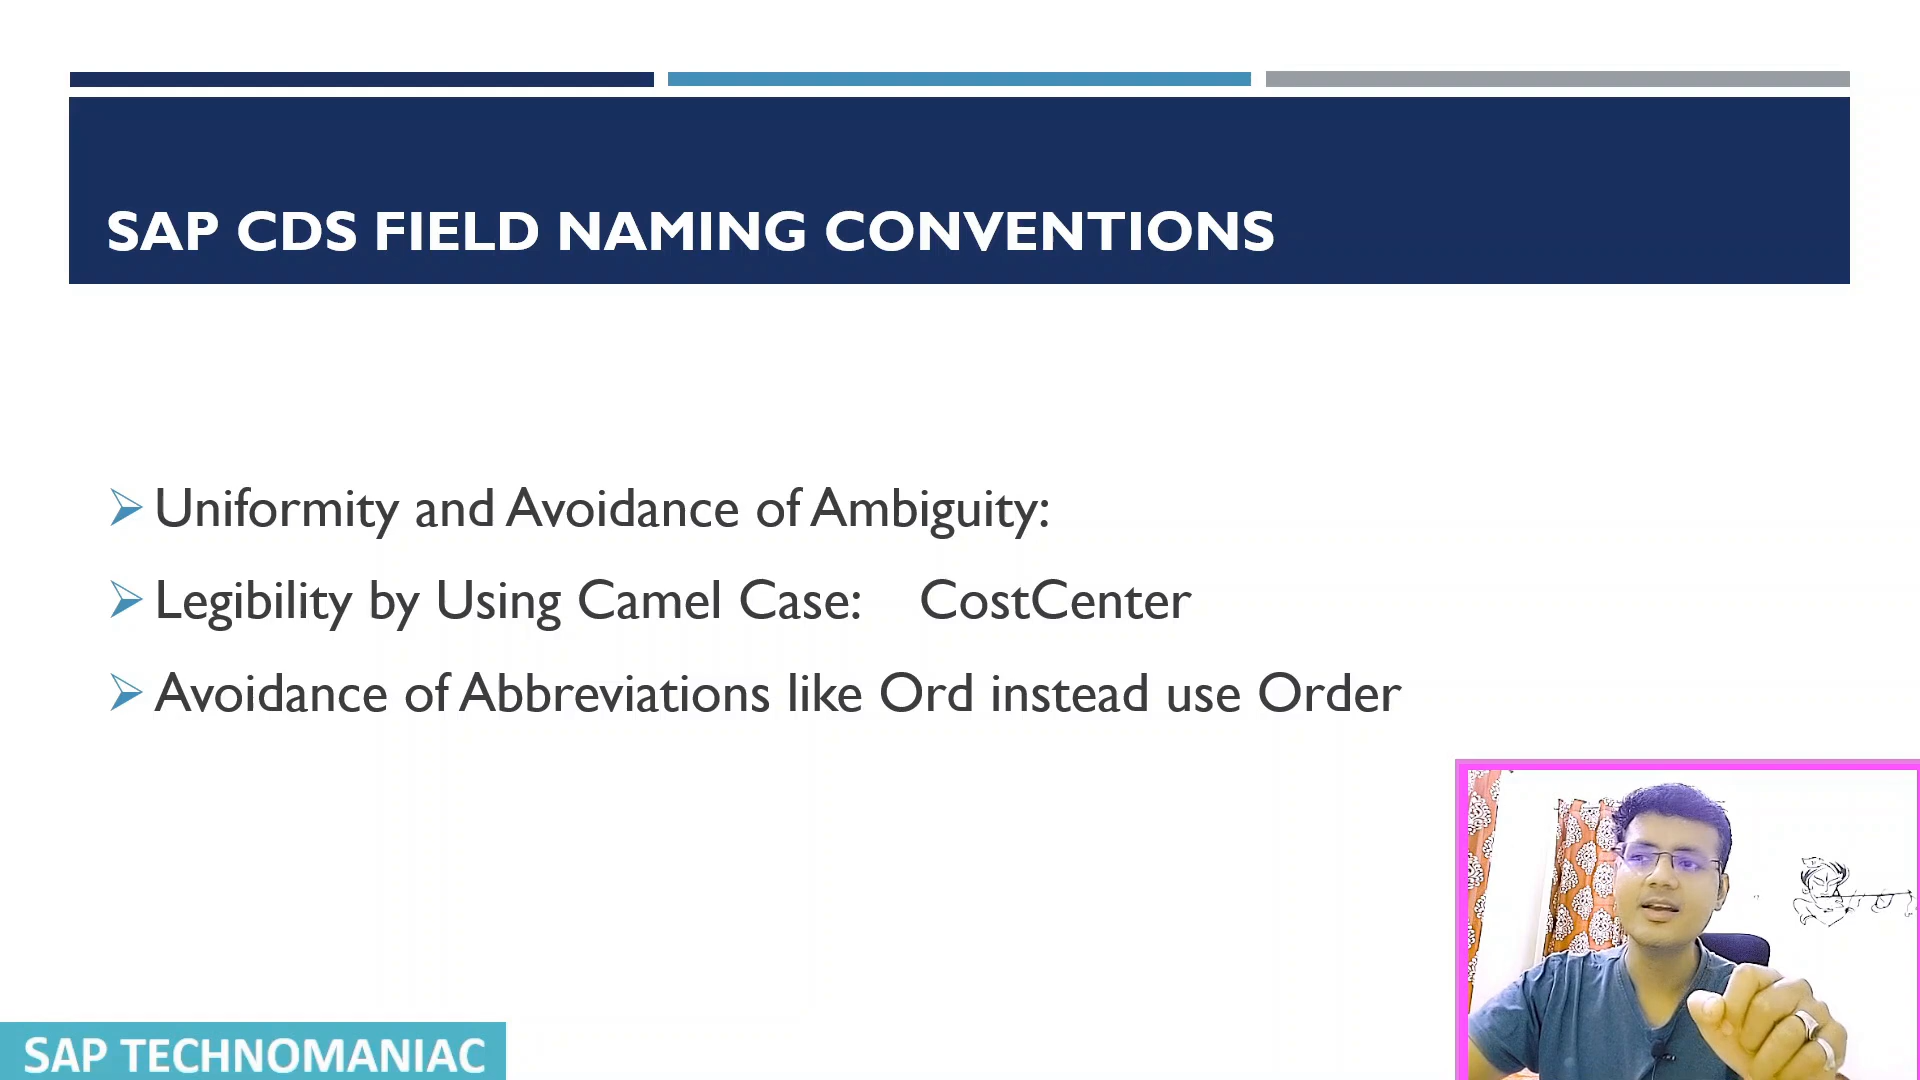 SAP CDS FIELD NAMING CONVENTIONS
Uniformity and Avoidance of Ambiguity:
Legibility by Using Camel Case: CostCenter
Avoidance of Abbreviations like Ord instead use Order
SAP TECHNOMANIAC